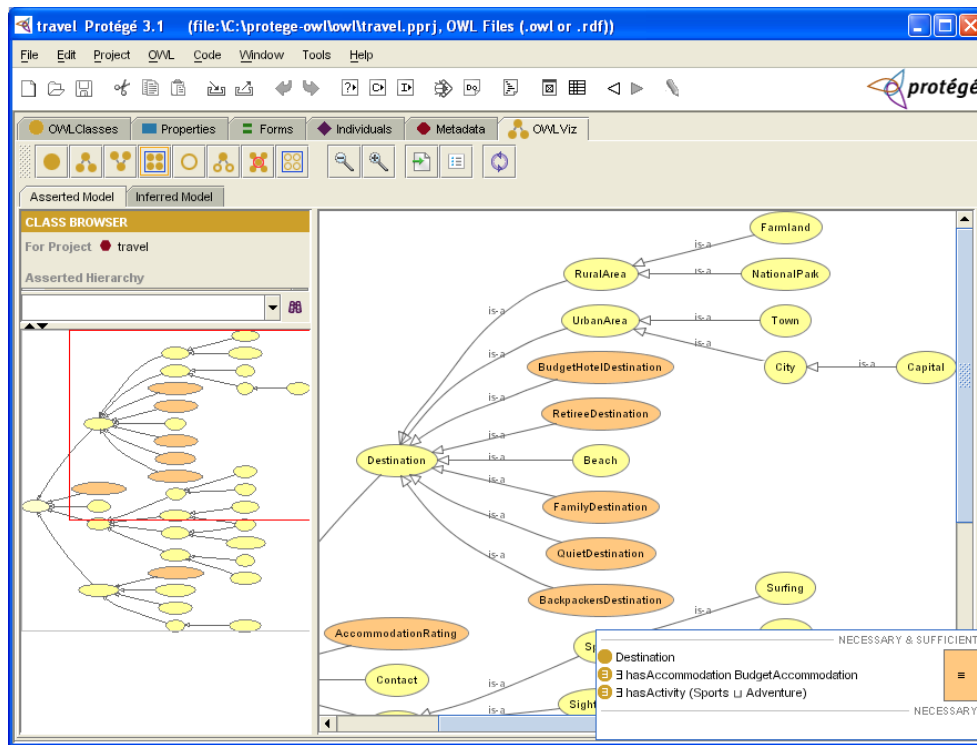 travel Protégé 3.1 (file:\C:\protege-owl\owl\travel.pprj, OWL Files (.owl or .rdf))
File Edit Project OWL Code Window Tools Help
protégé
OWLClasses Properties Forms Individuals Metadata OWLViz
Asserted Model Inferred Model
CLASS BROWSER
For Project travel
Asserted Hierarchy
Farmland
is-a
RuralArea is-a NationalPark
is-a
UrbanArea is-a Town
is-a
is-a
BudgetHotelDestination City is-a Capital
is-a
RetireeDestination
is-a
Destination is-a Beach
is-a
FamilyDestination
is-a
QuietDestination
is-a
Surfing
BackpackersDestination
is-a
AccommodationRating
Sp
Contact
Sight
NECESSARY & SUFFICIENT
Destination
∃ hasAccommodation BudgetAccommodation
∃ hasActivity (Sports ⊔ Adventure)
≡
NECESSARY